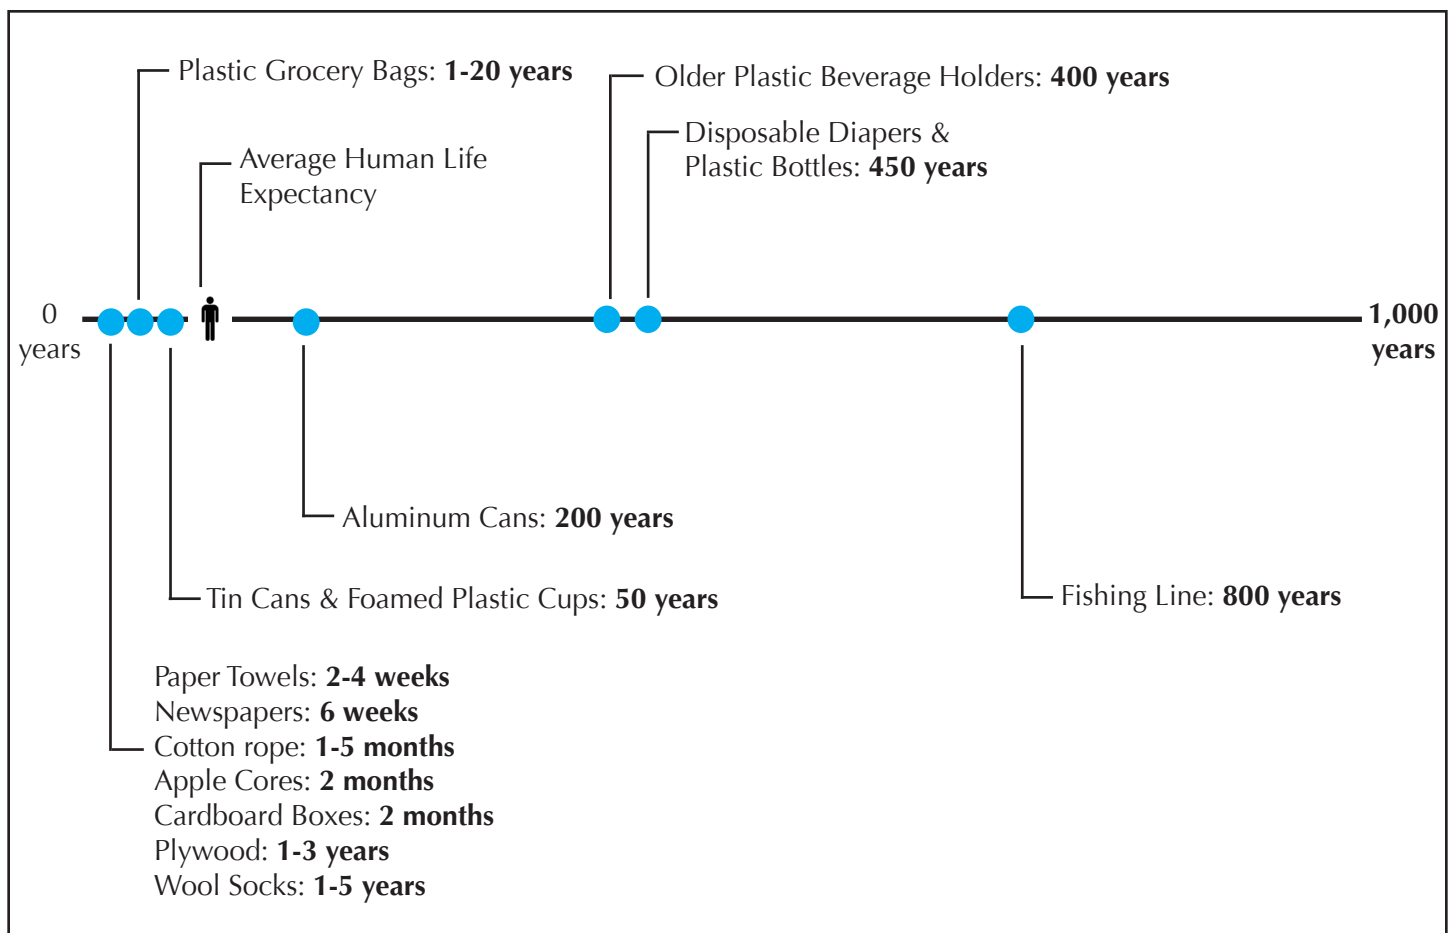 Plastic Grocery Bags: 1-20 years
Older Plastic Beverage Holders: 400 years
Disposable Diapers &
Plastic Bottles: 450 years
Average Human Life
Expectancy
0
years
1,000
years
Aluminum Cans: 200 years
Tin Cans & Foamed Plastic Cups: 50 years
Fishing Line: 800 years
Paper Towels: 2-4 weeks
Newspapers: 6 weeks
Cotton rope: 1-5 months
Apple Cores: 2 months
Cardboard Boxes: 2 months
Plywood: 1-3 years
Wool Socks: 1-5 years